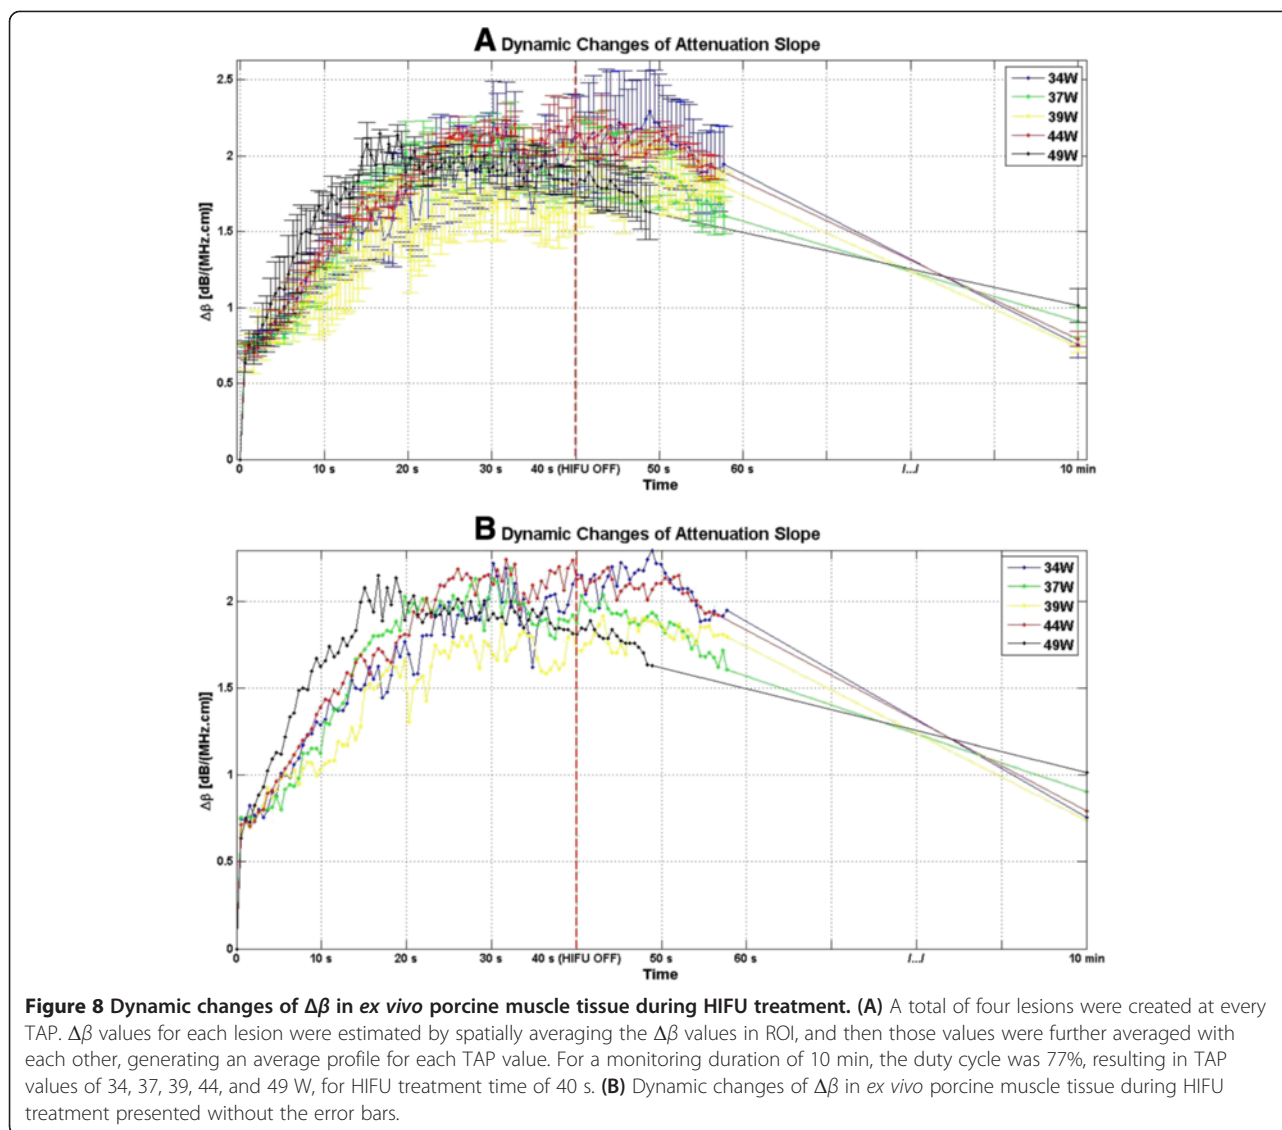 A Dynamic Changes of Attenuation Slope
2.5
2
1.5
1
0.5
0
Δβ [dB/(MHz.cm)]
34W
37W
39W
44W
49W
0 10 s 20 s 30 s 40 s (HIFU OFF) 50 s 60 s /.../ 10 min
Time
B Dynamic Changes of Attenuation Slope
2
1.5
1
0.5
0
Δβ [dB/(MHz.cm)]
34W
37W
39W
44W
49W
0 10 s 20 s 30 s 40 s (HIFU OFF) 50 s 60 s /.../ 10 min
Time
Figure 8 Dynamic changes of Δβ in ex vivo porcine muscle tissue during HIFU treatment. (A) A total of four lesions were created at every
TAP. Δβ values for each lesion were estimated by spatially averaging the Δβ values in ROI, and then those values were further averaged with
each other, generating an average profile for each TAP value. For a monitoring duration of 10 min, the duty cycle was 77%, resulting in TAP
values of 34, 37, 39, 44, and 49 W, for HIFU treatment time of 40 s. (B) Dynamic changes of Δβ in ex vivo porcine muscle tissue during HIFU
treatment presented without the error bars.